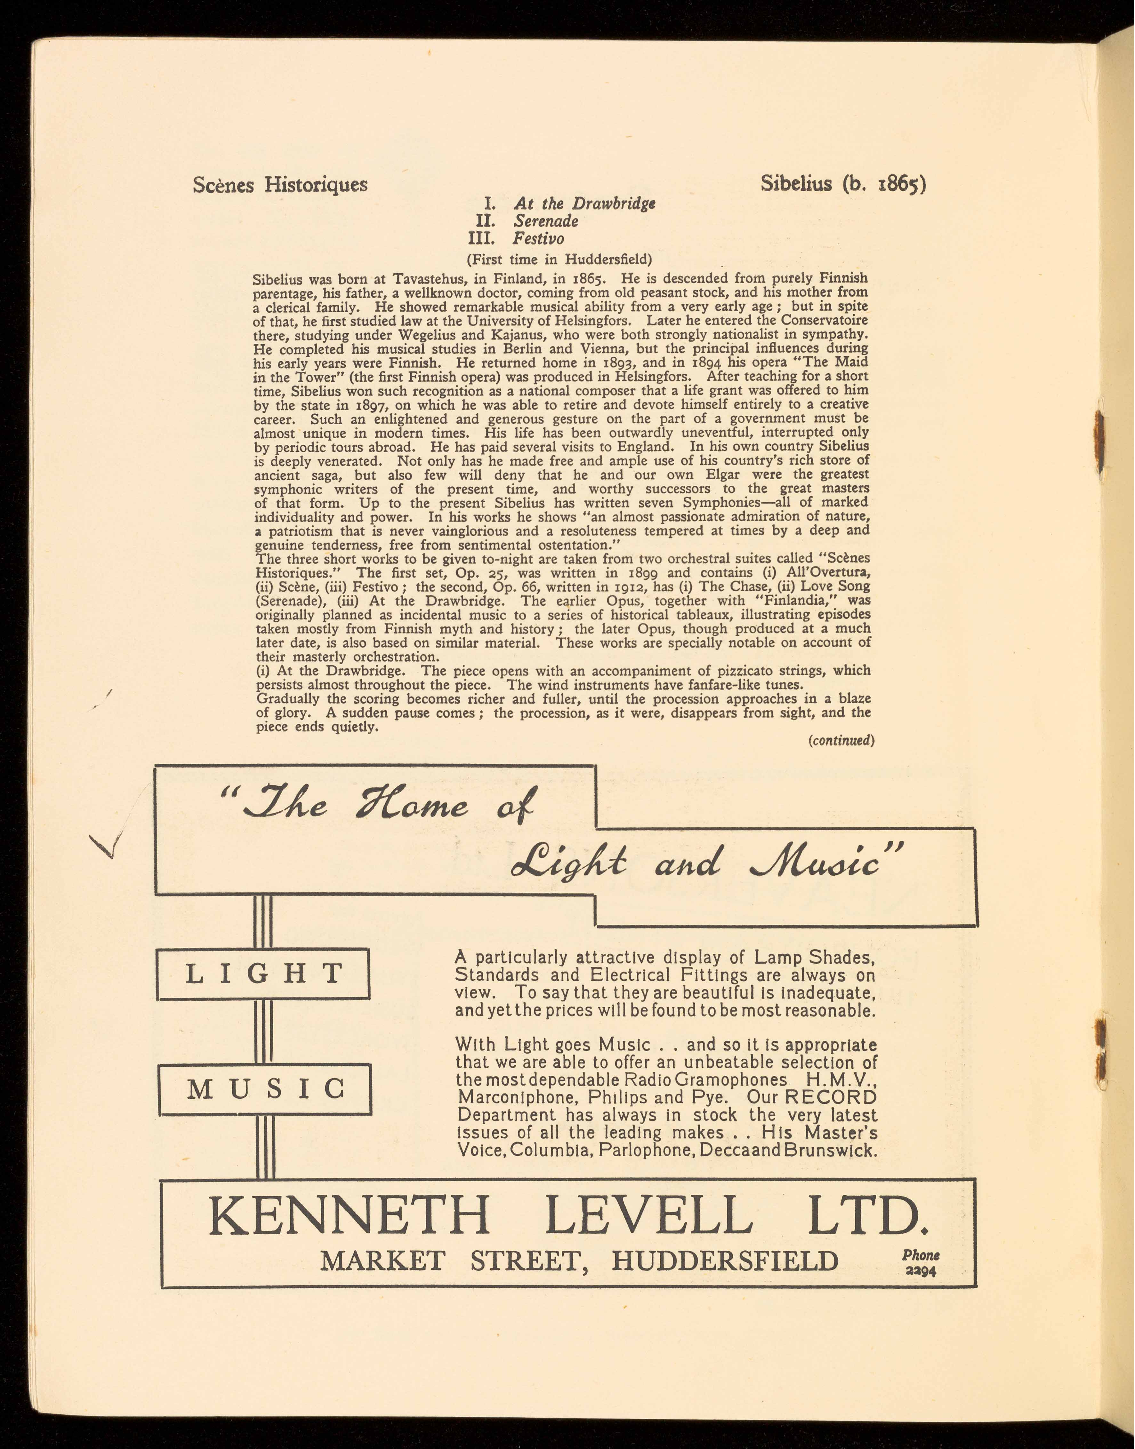 Scènes Historiques Sibelius (b. 1865)
I. At the Drawbridge
II. Serenade
III. Festivo
(First time in Huddersfield)
Sibelius was born at Tavastehus, in Finland, in 1865. He is descended from purely Finnish
parentage, his father, a wellknown doctor, coming from old peasant stock, and his mother from
a clerical family. He showed remarkable musical ability from a very early age ; but in spite
of that, he first studied law at the University of Helsingfors. Later he entered the Conservatoire
there, studying under Wegelius and Kajanus, who were both strongly nationalist in sympathy.
He completed his musical studies in Berlin and Vienna, but the principal influences during
his early years were Finnish. He returned home in 1893, and in 1894 his opera "The Maid
in the Tower" (the first Finnish opera) was produced in Helsingfors. After teaching for a short
time, Sibelius won such recognition as a national composer that a life grant was offered to him
by the state in 1897, on which he was able to retire and devote himself entirely to a creative
career. Such an enlightened and generous gesture on the part of a government must be
almost unique in modern times. His life has been outwardly uneventful, interrupted only
by periodic tours abroad. He has paid several visits to England. In his own country Sibelius
is deeply venerated. Not only has he made free and ample use of his country's rich store of
ancient saga, but also few will deny that he and our own Elgar were the greatest
symphonic writers of the present time, and worthy successors to the great masters
of that form. Up to the present Sibelius has written seven Symphonies—all of marked
individuality and power. In his works he shows "an almost passionate admiration of nature,
a patriotism that is never vainglorious and a resoluteness tempered at times by a deep and
genuine tenderness, free from sentimental ostentation."
The three short works to be given to-night are taken from two orchestral suites called "Scènes
Historiques." The first set, Op. 25, was written in 1899 and contains (i) All'Overtura,
(ii) Scène, (iii) Festivo ; the second, Op. 66, written in 1912, has (i) The Chase, (ii) Love Song
(Serenade), (iii) At the Drawbridge. The earlier Opus, together with "Finlandia," was
originally planned as incidental music to a series of historical tableaux, illustrating episodes
taken mostly from Finnish myth and history ; the later Opus, though produced at a much
later date, is also based on similar material. These works are specially notable on account of
their masterly orchestration.
(i) At the Drawbridge. The piece opens with an accompaniment of pizzicato strings, which
persists almost throughout the piece. The wind instruments have fanfare-like tunes.
Gradually the scoring becomes richer and fuller, until the procession approaches in a blaze
of glory. A sudden pause comes ; the procession, as it were, disappears from sight, and the
piece ends quietly.
(continued)
"The Home of
Light and Music"
LIGHT
A particularly attractive display of Lamp Shades,
Standards and Electrical Fittings are always on
view. To say that they are beautiful is inadequate,
and yet the prices will be found to be most reasonable.
MUSIC
With Light goes Music . . and so it is appropriate
that we are able to offer an unbeatable selection of
the most dependable Radio Gramophones H.M.V.,
Marconiphone, Philips and Pye. Our RECORD
Department has always in stock the very latest
issues of all the leading makes . . His Master's
Voice, Columbia, Parlophone, Decca and Brunswick.
KENNETH LEVELL LTD.
MARKET STREET, HUDDERSFIELD Phone
2294